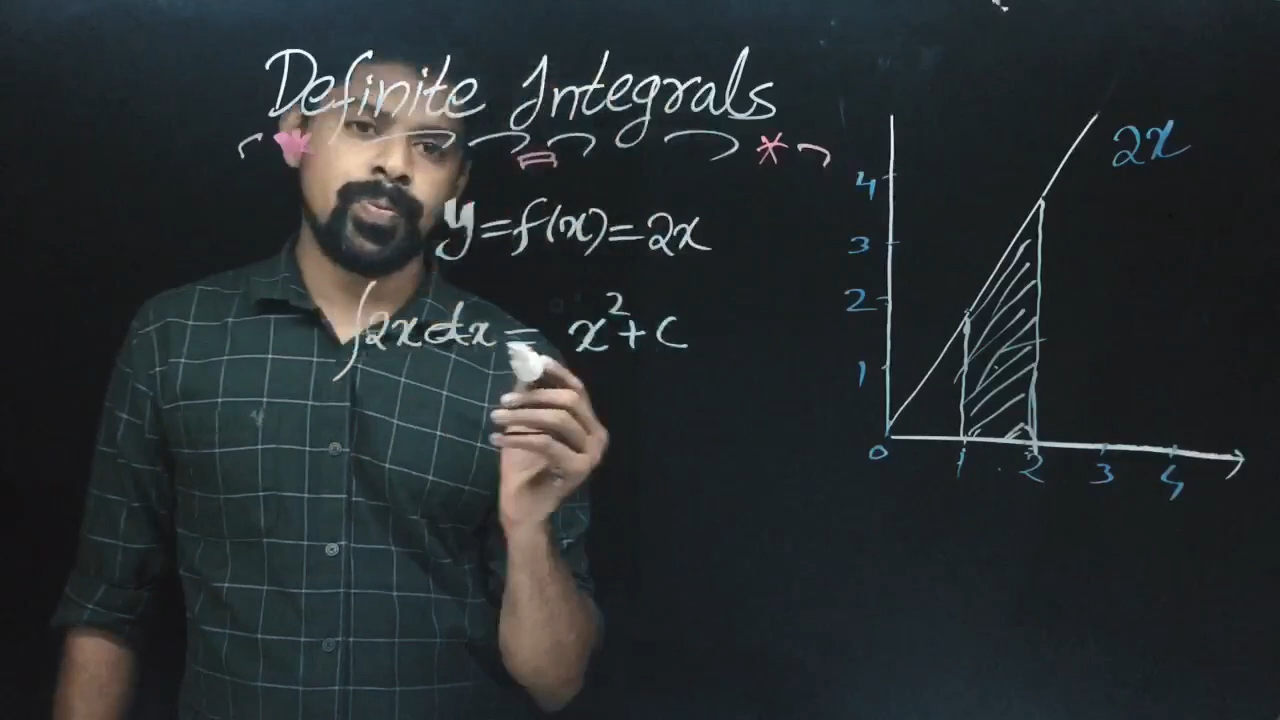 Definite Integrals
y = f(x) = 2x
∫2x dx = x² + c
2x
4
3
2
1
0 1 2 3 4